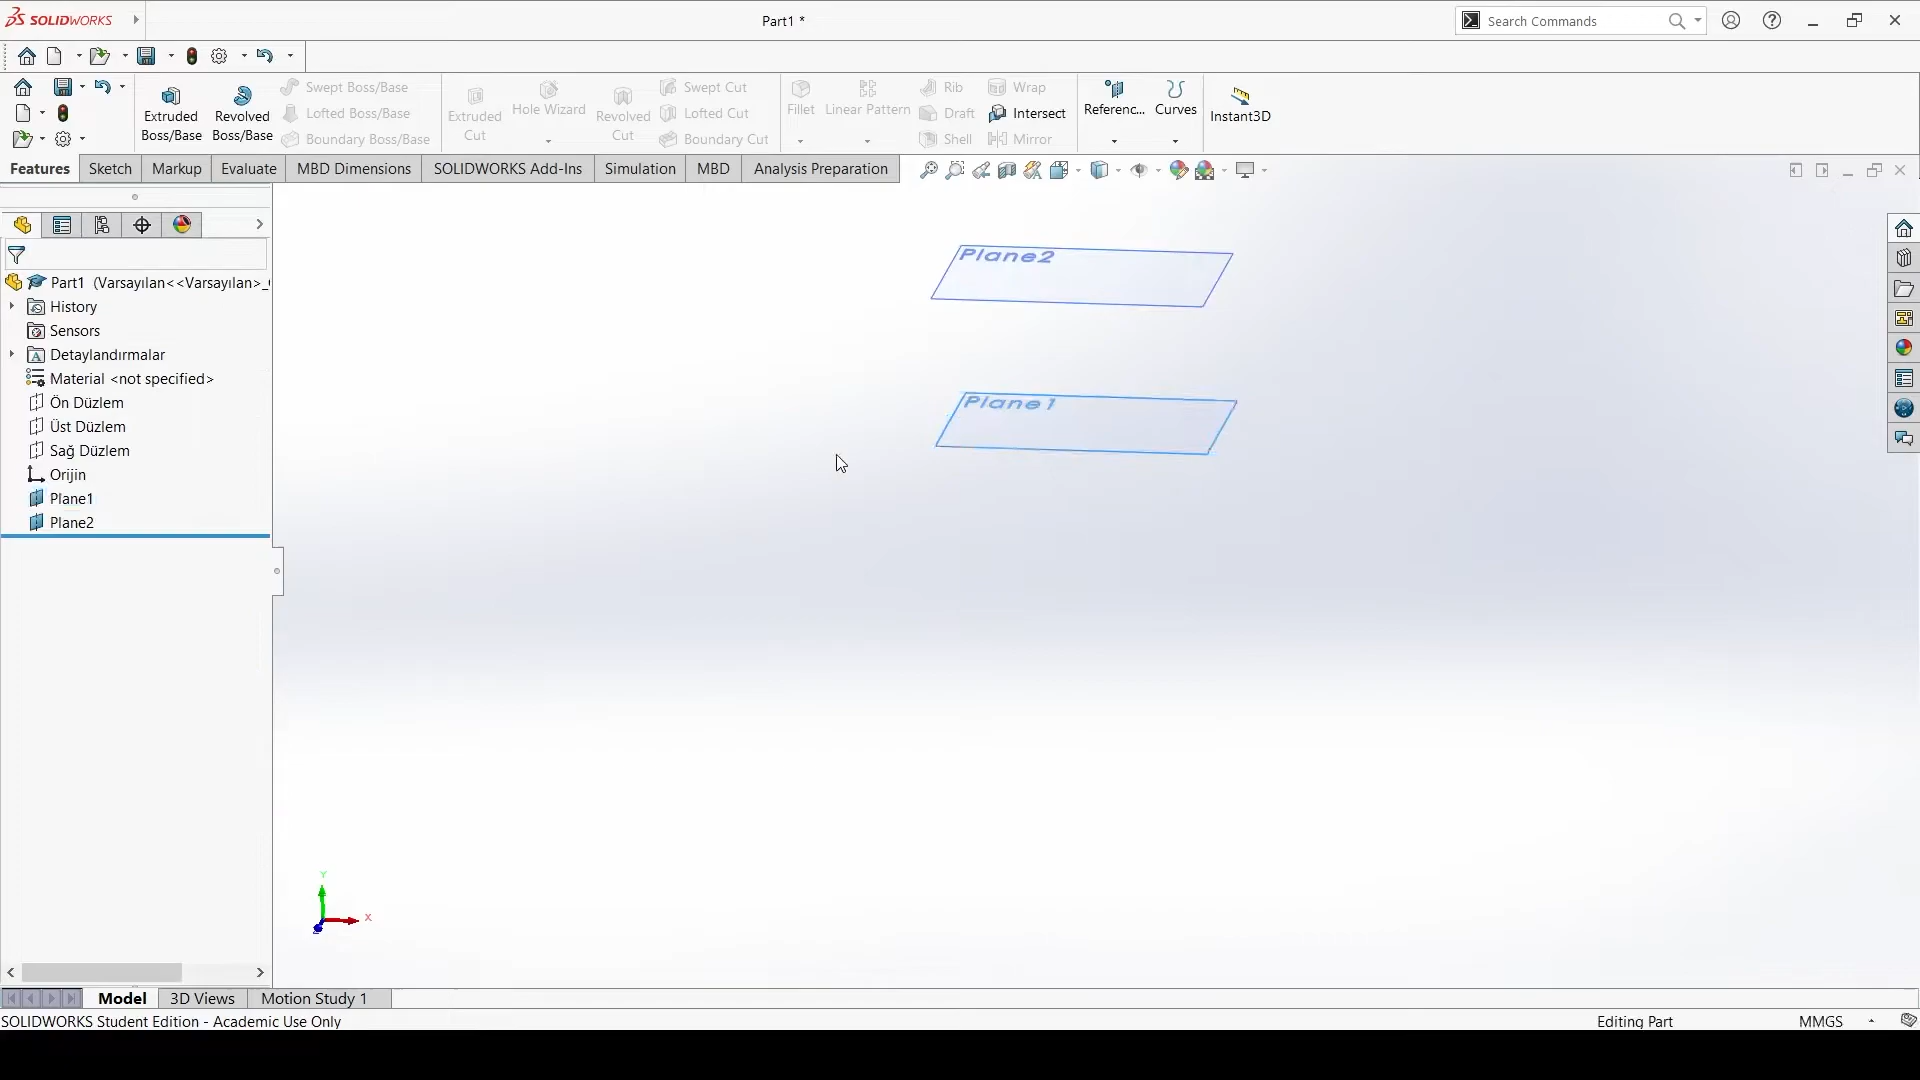 SOLIDWORKS
Part1 *
Search Commands
Extruded Boss/Base
Revolved Boss/Base
Swept Boss/Base
Lofted Boss/Base
Boundary Boss/Base
Extruded Cut
Hole Wizard
Revolved Cut
Swept Cut
Lofted Cut
Boundary Cut
Fillet
Linear Pattern
Rib
Draft
Shell
Wrap
Intersect
Mirror
Referenc...
Curves
Instant3D
Features
Sketch
Markup
Evaluate
MBD Dimensions
SOLIDWORKS Add-Ins
Simulation
MBD
Analysis Preparation
Part1 (Varsayılan<<Varsayılan>_
History
Sensors
Detaylandırmalar
Material <not specified>
Ön Düzlem
Üst Düzlem
Sağ Düzlem
Orijin
Plane1
Plane2
Plane2
Plane1
Y
X
Z
Model
3D Views
Motion Study 1
SOLIDWORKS Student Edition - Academic Use Only
Editing Part
MMGS